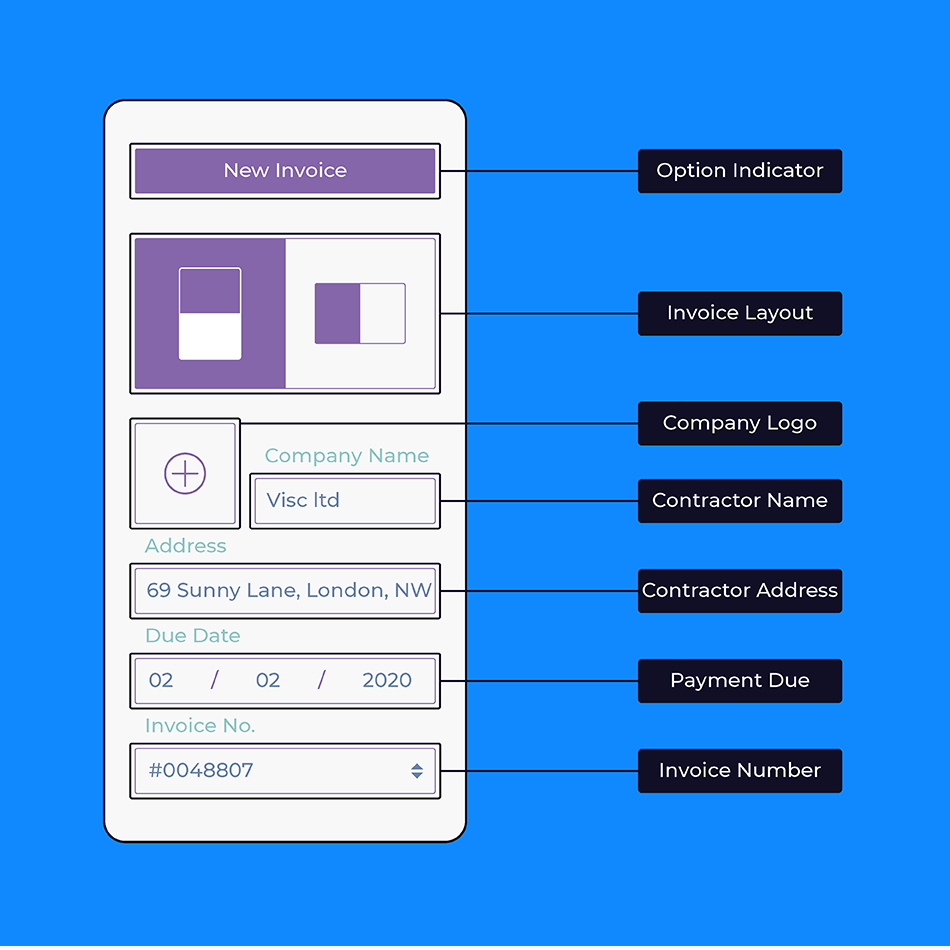 New Invoice
Option Indicator
Invoice Layout
Company Logo
Company Name
Visc ltd
Contractor Name
Address
69 Sunny Lane, London, NW
Contractor Address
Due Date
02 / 02 / 2020
Payment Due
Invoice No.
#0048807
Invoice Number